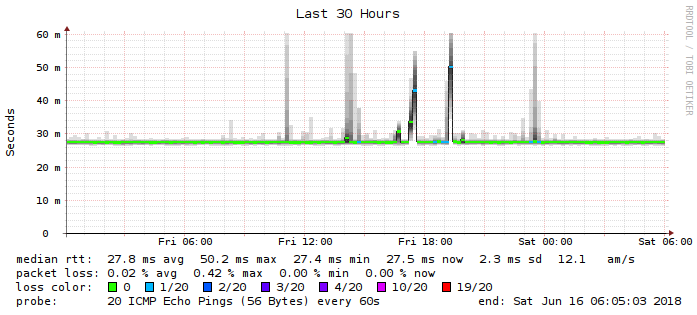 Last 30 Hours
RRDTOOL / TOBI OETIKER
Seconds
60 m
50 m
40 m
30 m
20 m
10 m
0
Fri 06:00 Fri 12:00 Fri 18:00 Sat 00:00 Sat 06:00
median rtt: 27.8 ms avg 50.2 ms max 27.4 ms min 27.5 ms now 2.3 ms sd 12.1 am/s
packet loss: 0.02 % avg 0.42 % max 0.00 % min 0.00 % now
loss color: 0 1/20 2/20 3/20 4/20 10/20 19/20
probe: 20 ICMP Echo Pings (56 Bytes) every 60s end: Sat Jun 16 06:05:03 2018